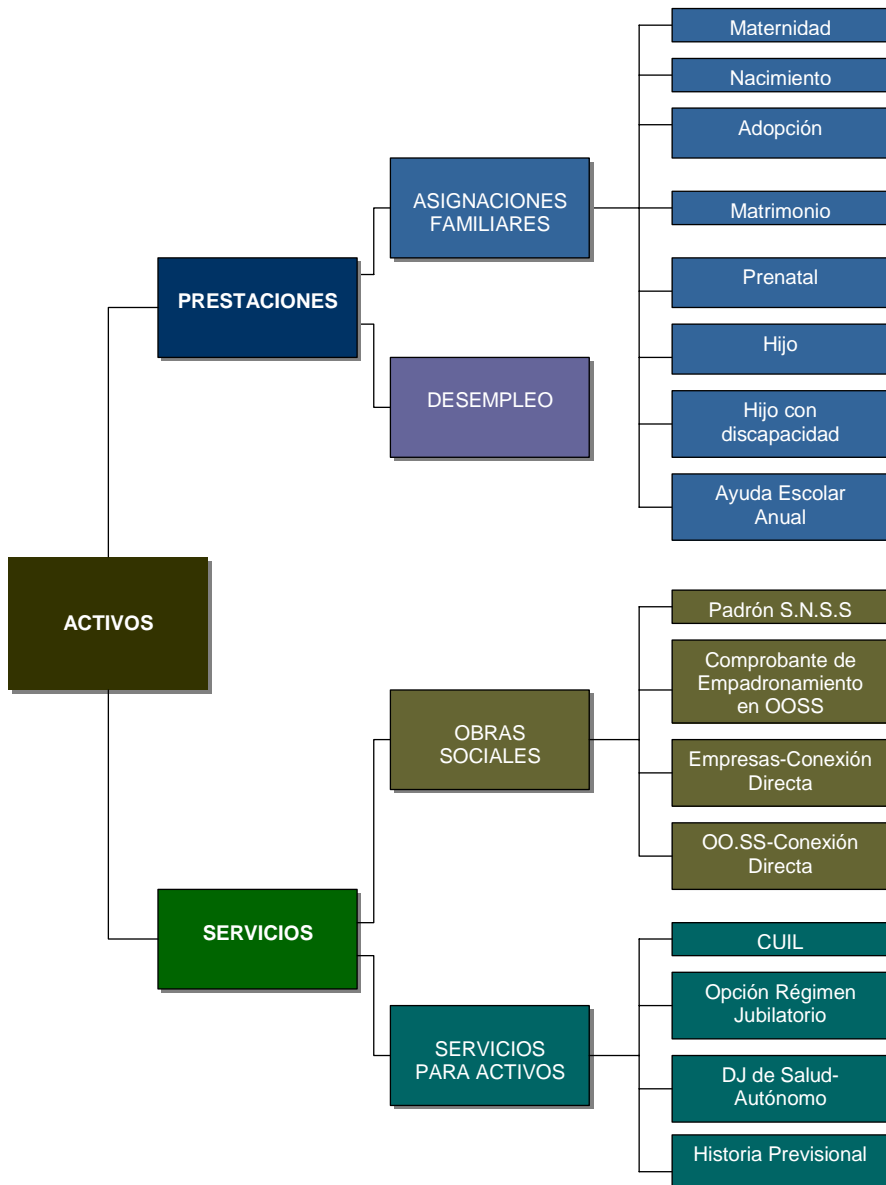 Maternidad
Nacimiento
Adopción
ASIGNACIONES
FAMILIARES
Matrimonio
PRESTACIONES
Prenatal
Hijo
DESEMPLEO
Hijo con
discapacidad
Ayuda Escolar
Anual
ACTIVOS
Padrón S.N.S.S
Comprobante de
Empadronamiento
en OOSS
OBRAS
SOCIALES
Empresas-Conexión
Directa
OO.SS-Conexión
Directa
SERVICIOS
CUIL
Opción Régimen
Jubilatorio
SERVICIOS
PARA ACTIVOS
DJ de Salud-
Autónomo
Historia Previsional